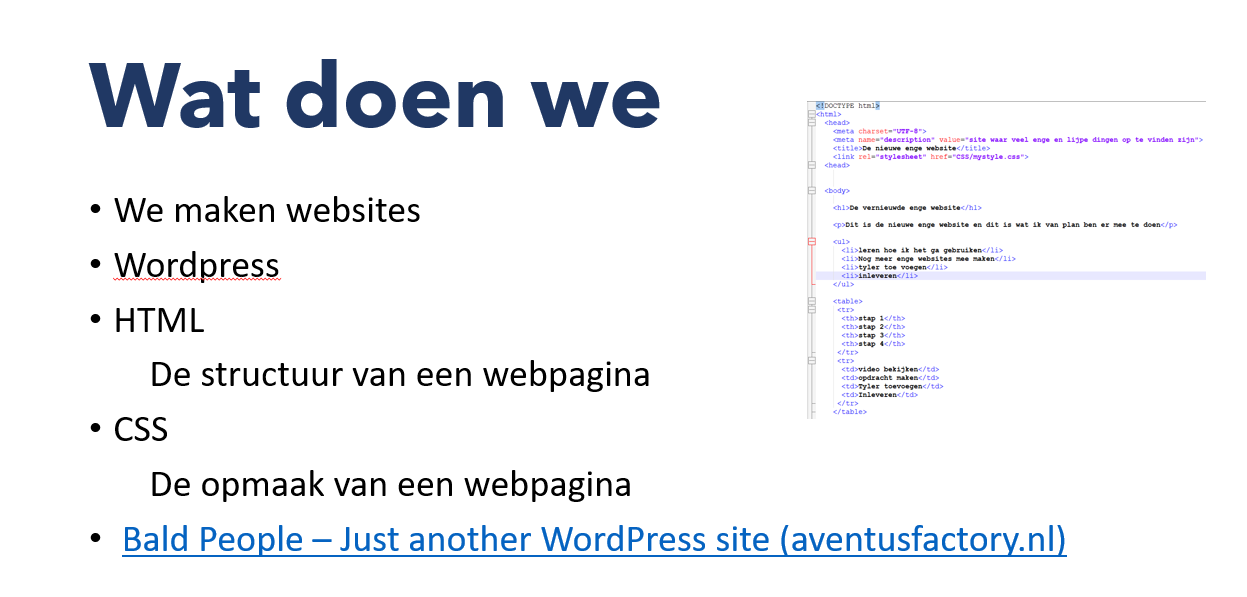 Wat doen we
• We maken websites
• Wordpress
• HTML
De structuur van een webpagina
• CSS
De opmaak van een webpagina
• Bald People – Just another WordPress site (aventusfactory.nl)
<!DOCTYPE html>
<html>
<head>
<meta charset="UTF-8">
<meta name="description" value="site waar veel enge en lijpe dingen op te vinden zijn">
<title>De nieuwe enge website</title>
<link rel="stylesheet" href="CSS/mystyle.css">
<head>
<body>
<h1>De vernieuwde enge website</h1>
<p>Dit is de nieuwe enge website en dit is wat ik van plan ben er mee te doen</p>
<ul>
<li>leren hoe ik het ga gebruiken</li>
<li>Nog meer enge websites mee maken</li>
<li>tyler toe voegen</li>
<li>inleveren</li>
</ul>
<table>
<tr>
<th>stap 1</th>
<th>stap 2</th>
<th>stap 3</th>
<th>stap 4</th>
</tr>
<tr>
<td>video bekijken</td>
<td>opdracht maken</td>
<td>Tyler toevoegen</td>
<td>Inleveren</td>
</tr>
</table>